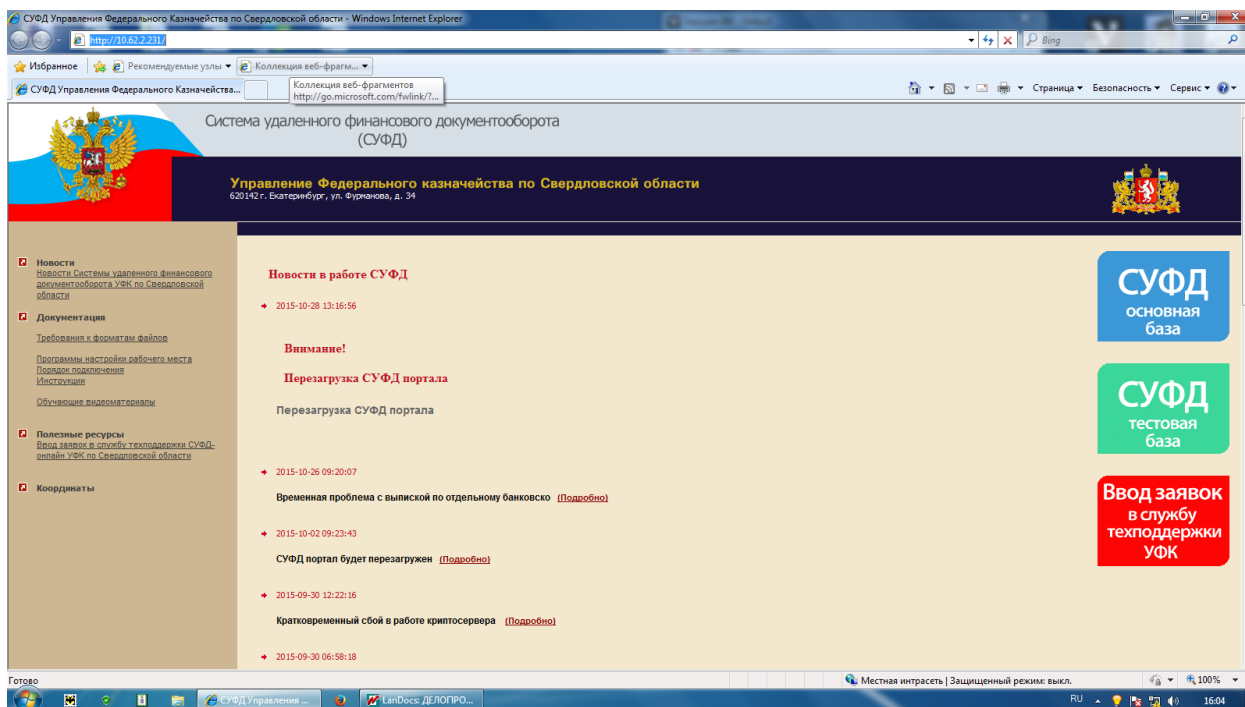 СУФД Управления Федерального Казначейства по Свердловской области - Windows Internet Explorer
http://10.62.2.231/
Bing
Избранное
Рекомендуемые узлы
Коллекция веб-фрагм...
СУФД Управления Федерального Казначейства...
Коллекция веб-фрагментов
http://go.microsoft.com/fwlink/?...
Страница
Безопасность
Сервис
Система удаленного финансового документооборота
(СУФД)
Управление Федерального казначейства по Свердловской области
620142 г. Екатеринбург, ул. Фурманова, д. 34
Новости
Новости Системы удаленного финансового
документооборота УФК по Свердловской
области
Документация
Требования к форматам файлов
Программы настройки рабочего места
Порядок подключения
Инструкции
Обучающие видеоматериалы
Полезные ресурсы
Ввод заявок в службу техподдержки СУФД-
онлайн УФК по Свердловской области
Координаты
Новости в работе СУФД
2015-10-28 13:16:56
Внимание!
Перезагрузка СУФД портала
Перезагрузка СУФД портала
2015-10-26 09:20:07
Временная проблема с выпиской по отдельному банковско (Подробно)
2015-10-02 09:23:43
СУФД портал будет перезагружен (Подробно)
2015-09-30 12:22:16
Кратковременный сбой в работе криптосервера (Подробно)
2015-09-30 06:58:18
СУФД
основная
база
СУФД
тестовая
база
Ввод заявок
в службу
техподдержки
УФК
Готово
Местная интрасеть | Защищенный режим: выкл.
100%
СУФД Управления ...
LanDocs: ДЕЛОПРО...
RU
16:04